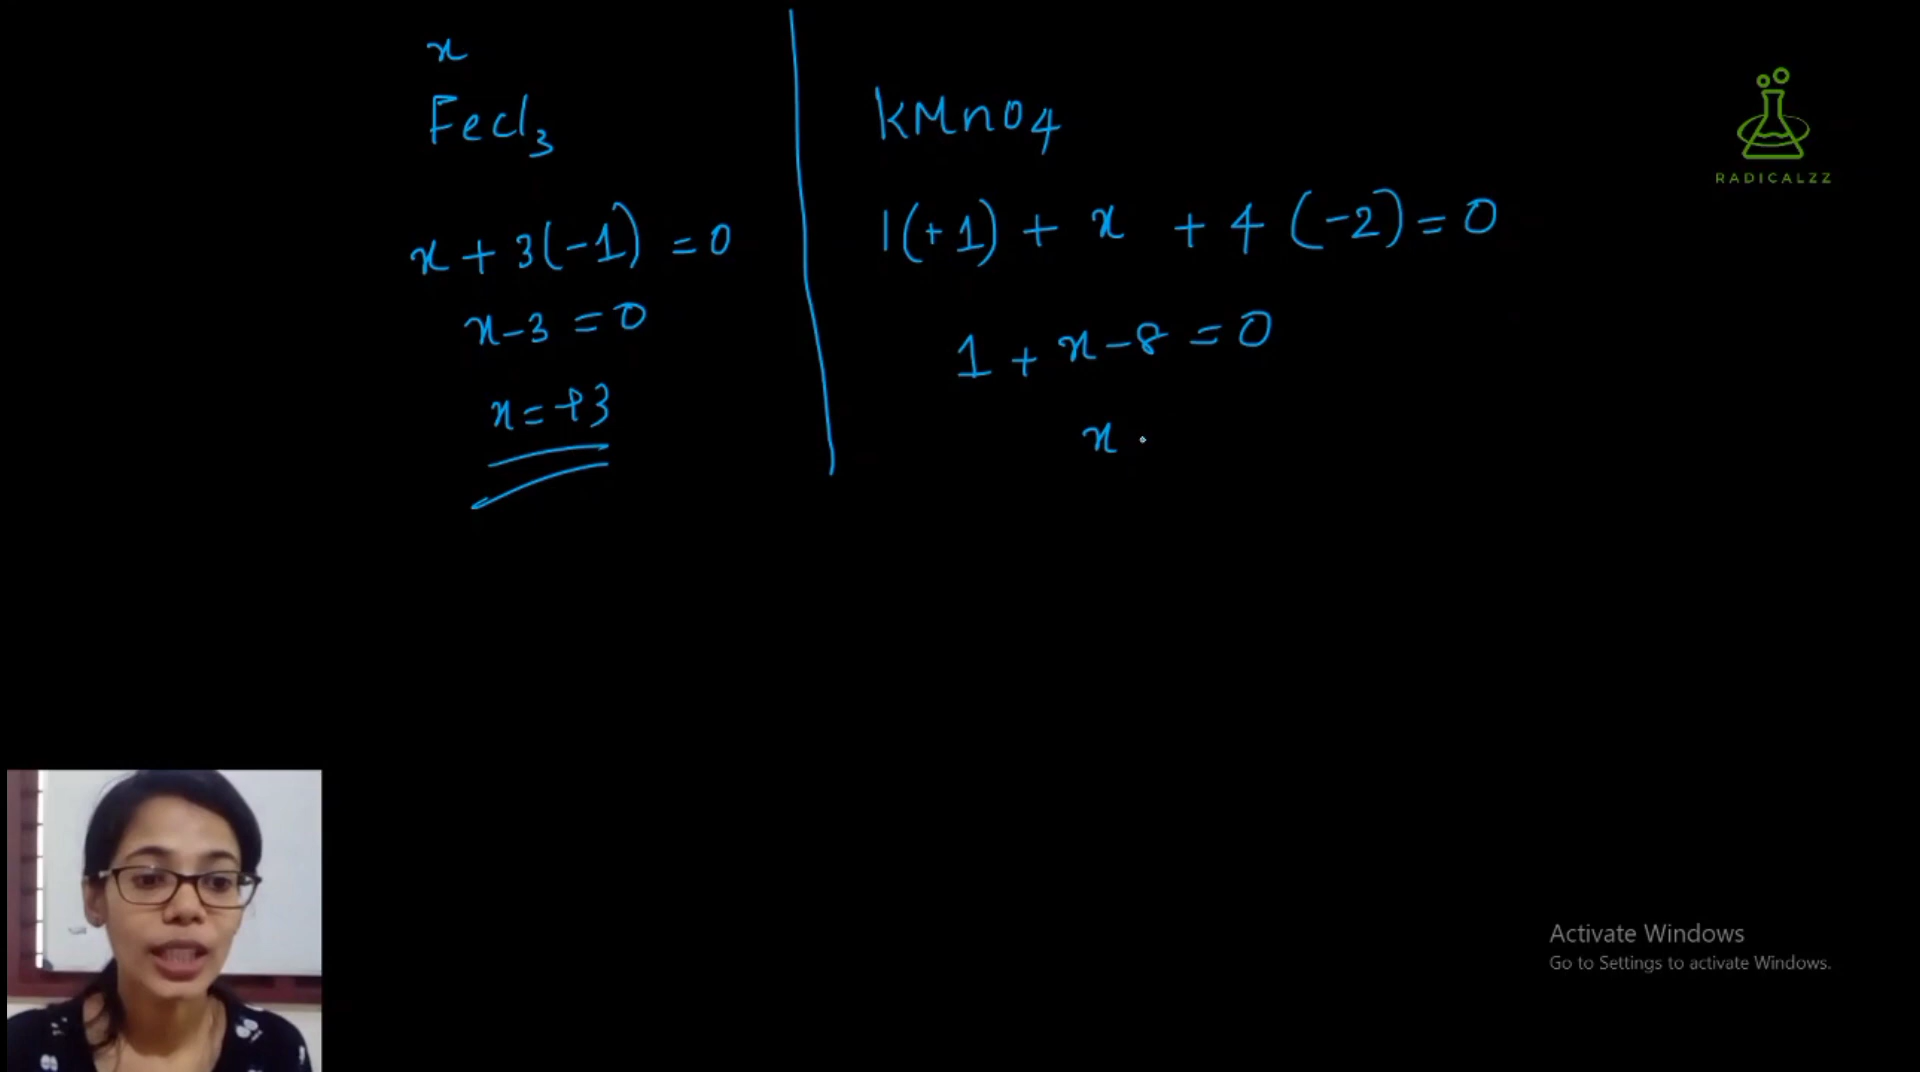 x
Fecl3
x + 3(-1) = 0
x-3 = 0
x = +3
kMnO4
1(+1) + x + 4 (-2) = 0
1 + x-8 = 0
x
RADICALZZ
Activate Windows
Go to Settings to activate Windows.